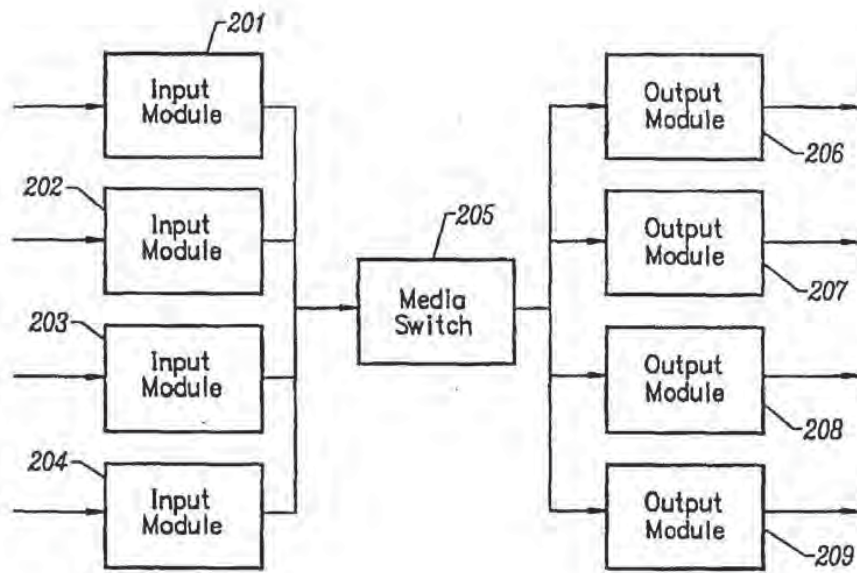 201
Input
Module
202
Input
Module
203
Input
Module
204
Input
Module
205
Media
Switch
Output
Module
206
Output
Module
207
Output
Module
208
Output
Module
209